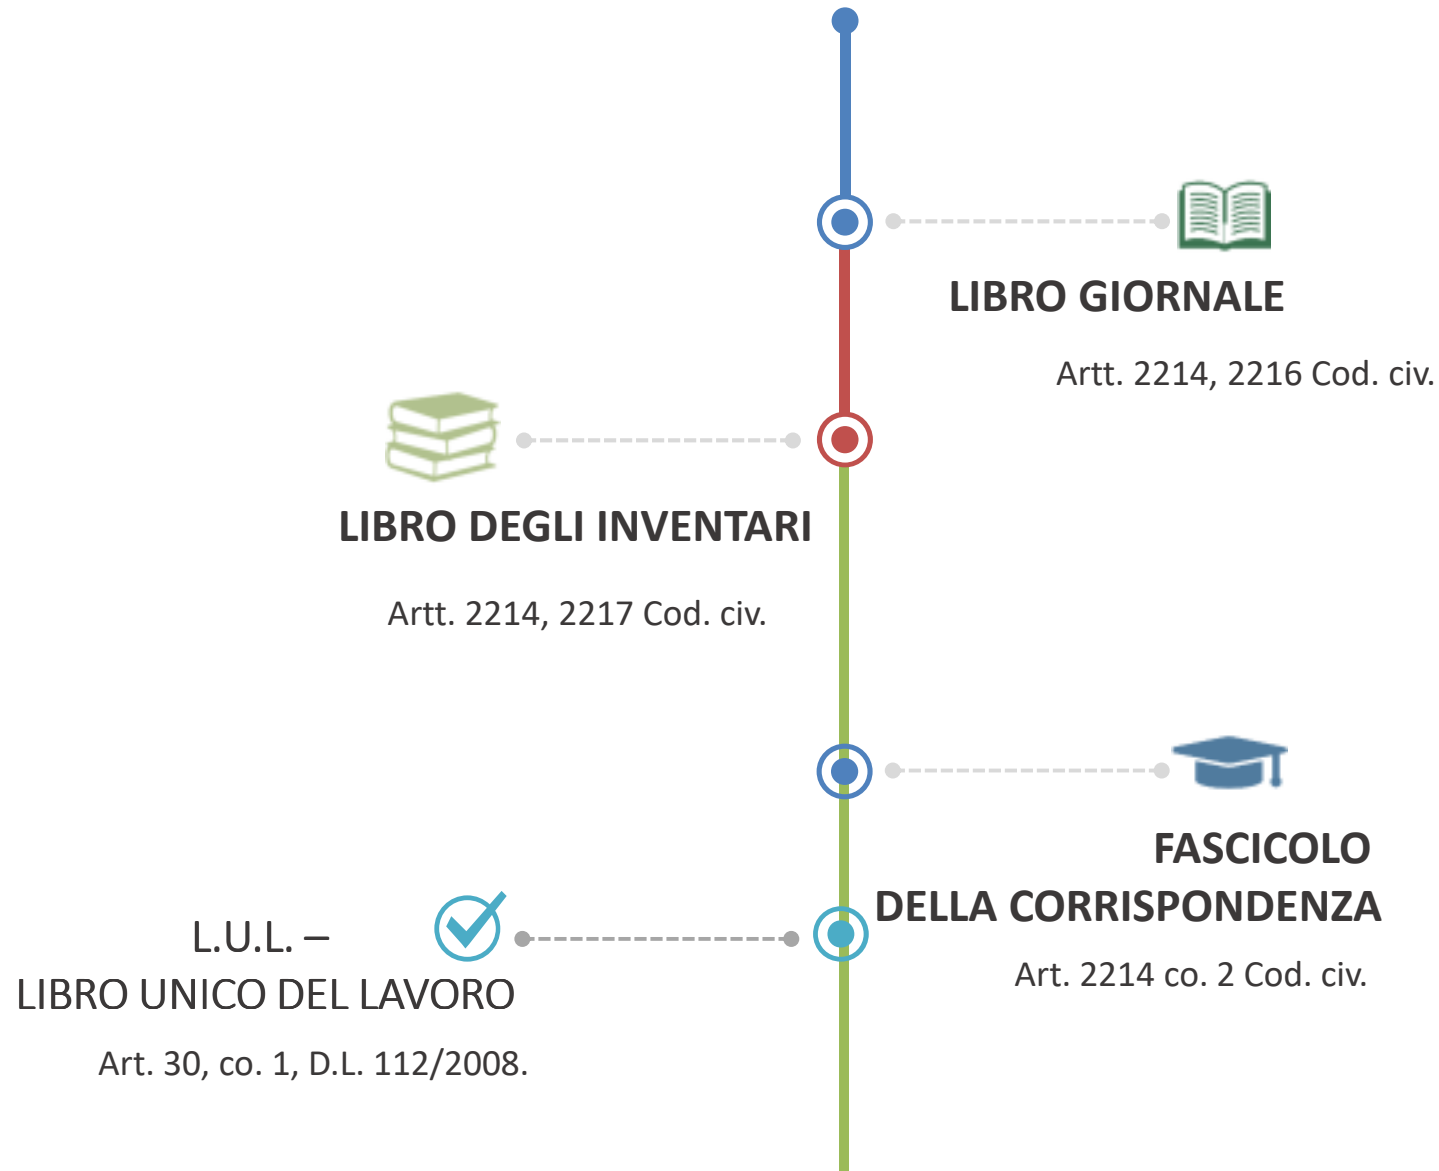 LIBRO GIORNALE
Artt. 2214, 2216 Cod. civ.
LIBRO DEGLI INVENTARI
Artt. 2214, 2217 Cod. civ.
FASCICOLO
DELLA CORRISPONDENZA
Art. 2214 co. 2 Cod. civ.
L.U.L. –
LIBRO UNICO DEL LAVORO
Art. 30, co. 1, D.L. 112/2008.